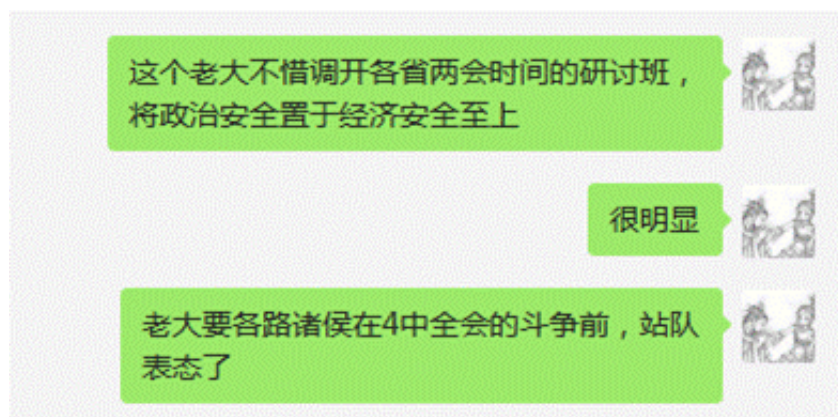 这个老大不惜调开各省两会时间的研讨班，
将政治安全置于经济安全至上
很明显
老大要各路诸侯在4中全会的斗争前，站队
表态了